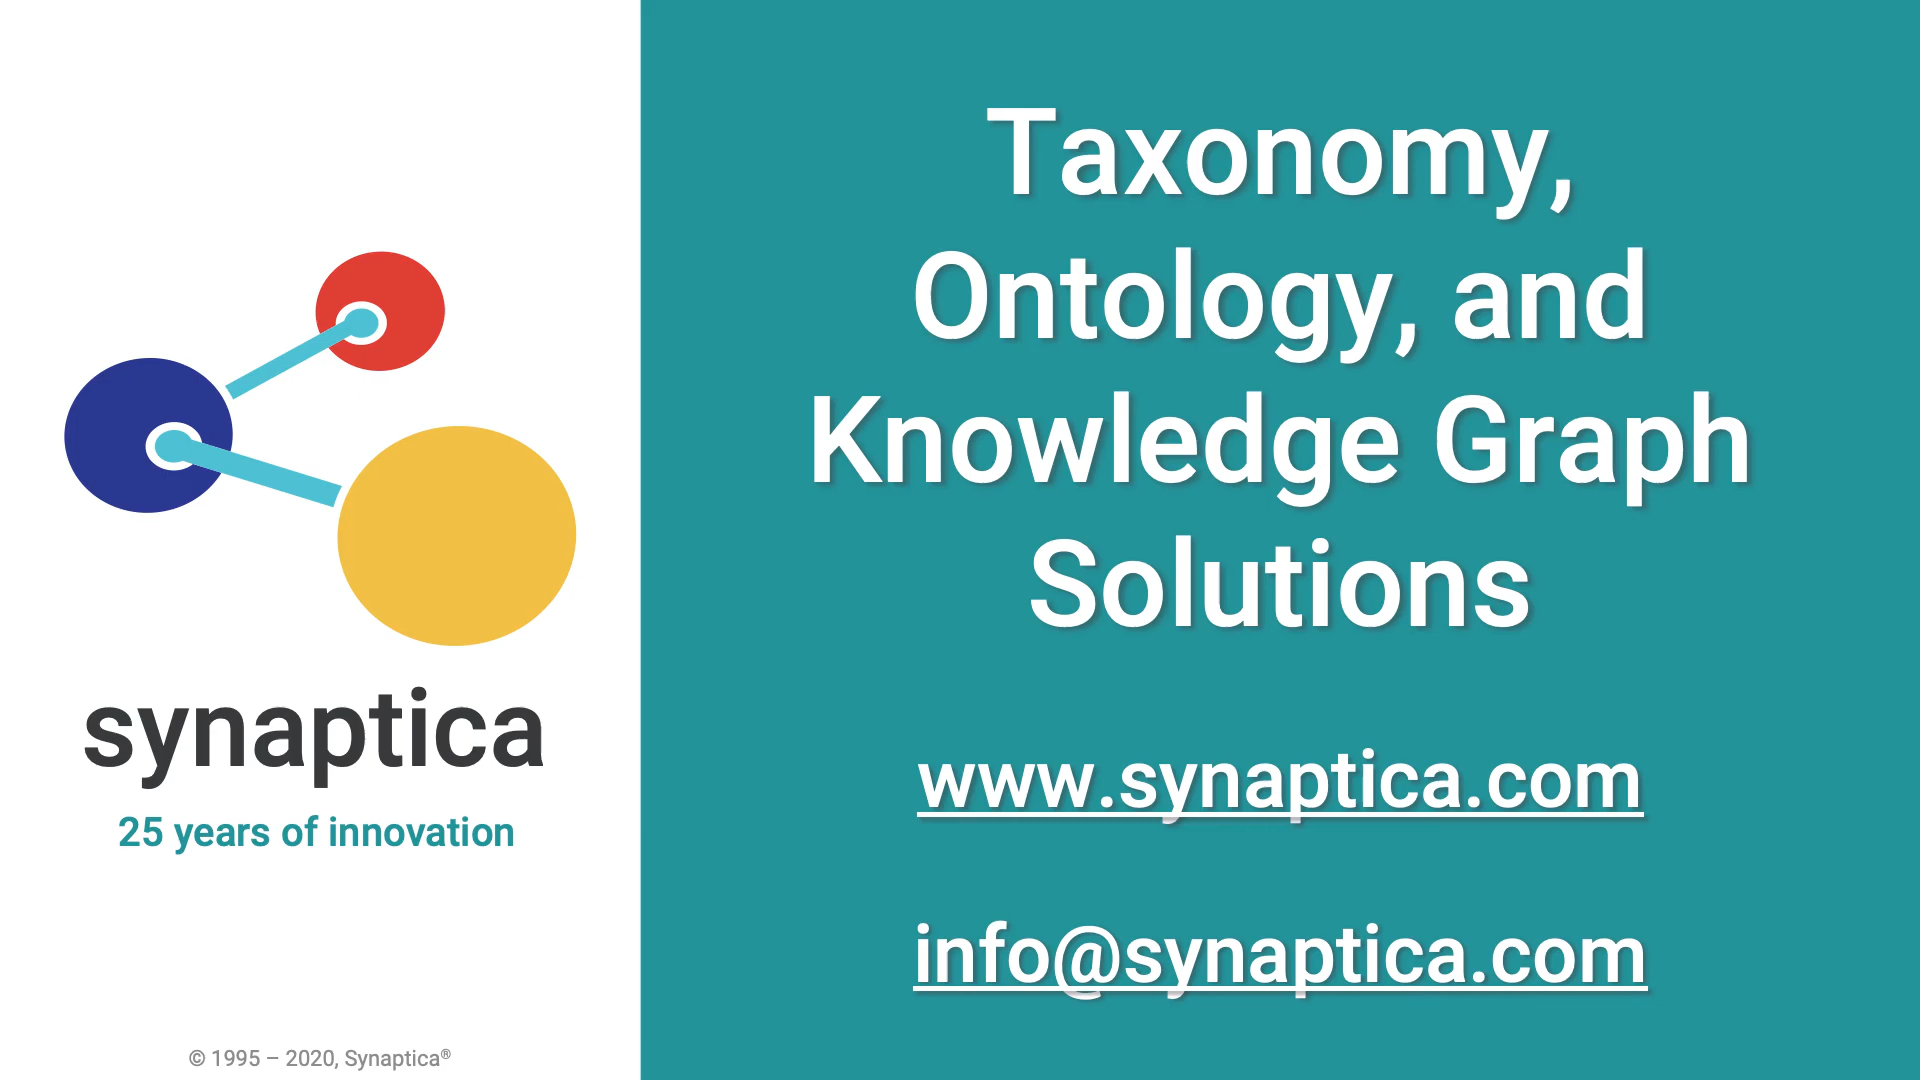 synaptica
25 years of innovation
© 1995 – 2020, Synaptica®
Taxonomy,
Ontology, and
Knowledge Graph
Solutions
www.synaptica.com
info@synaptica.com